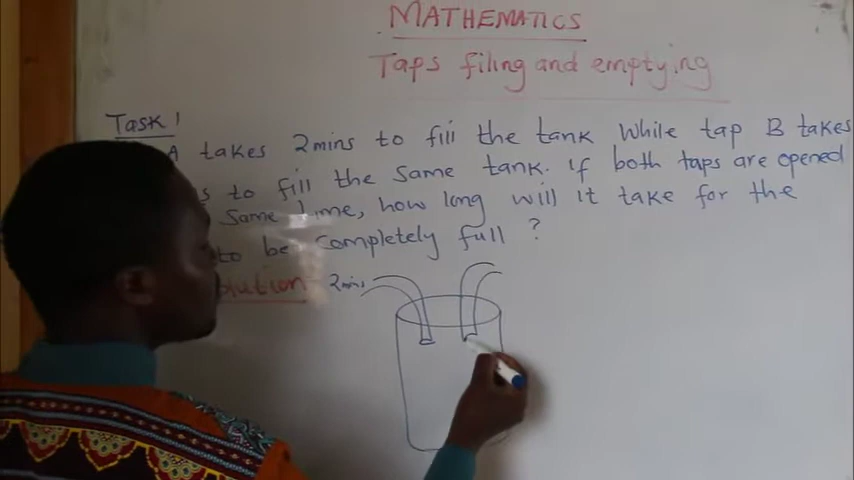 MATHEMATICS
Taps filing and emptying
Task 1
A takes 2mins to fill the tank while tap B takes
s to fill the same tank. If both taps are opened
same time, how long will it take for the
to be completely full ?
lution 2min